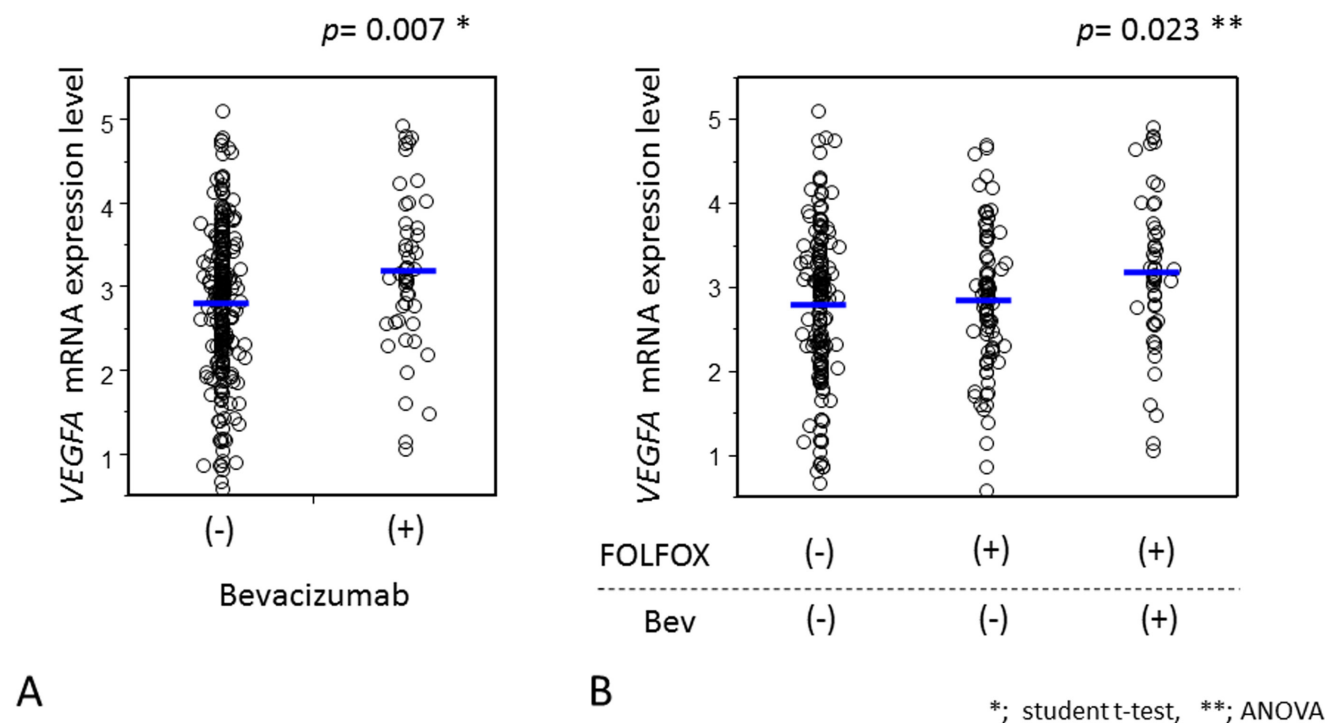 p= 0.007 *
VEGFA mRNA expression level
5
4
3
2
1
(-) (+)
Bevacizumab
A
p= 0.023 **
VEGFA mRNA expression level
5
4
3
2
1
FOLFOX (-) (+) (+)
Bev (-) (-) (+)
B
*; student t-test, **; ANOVA